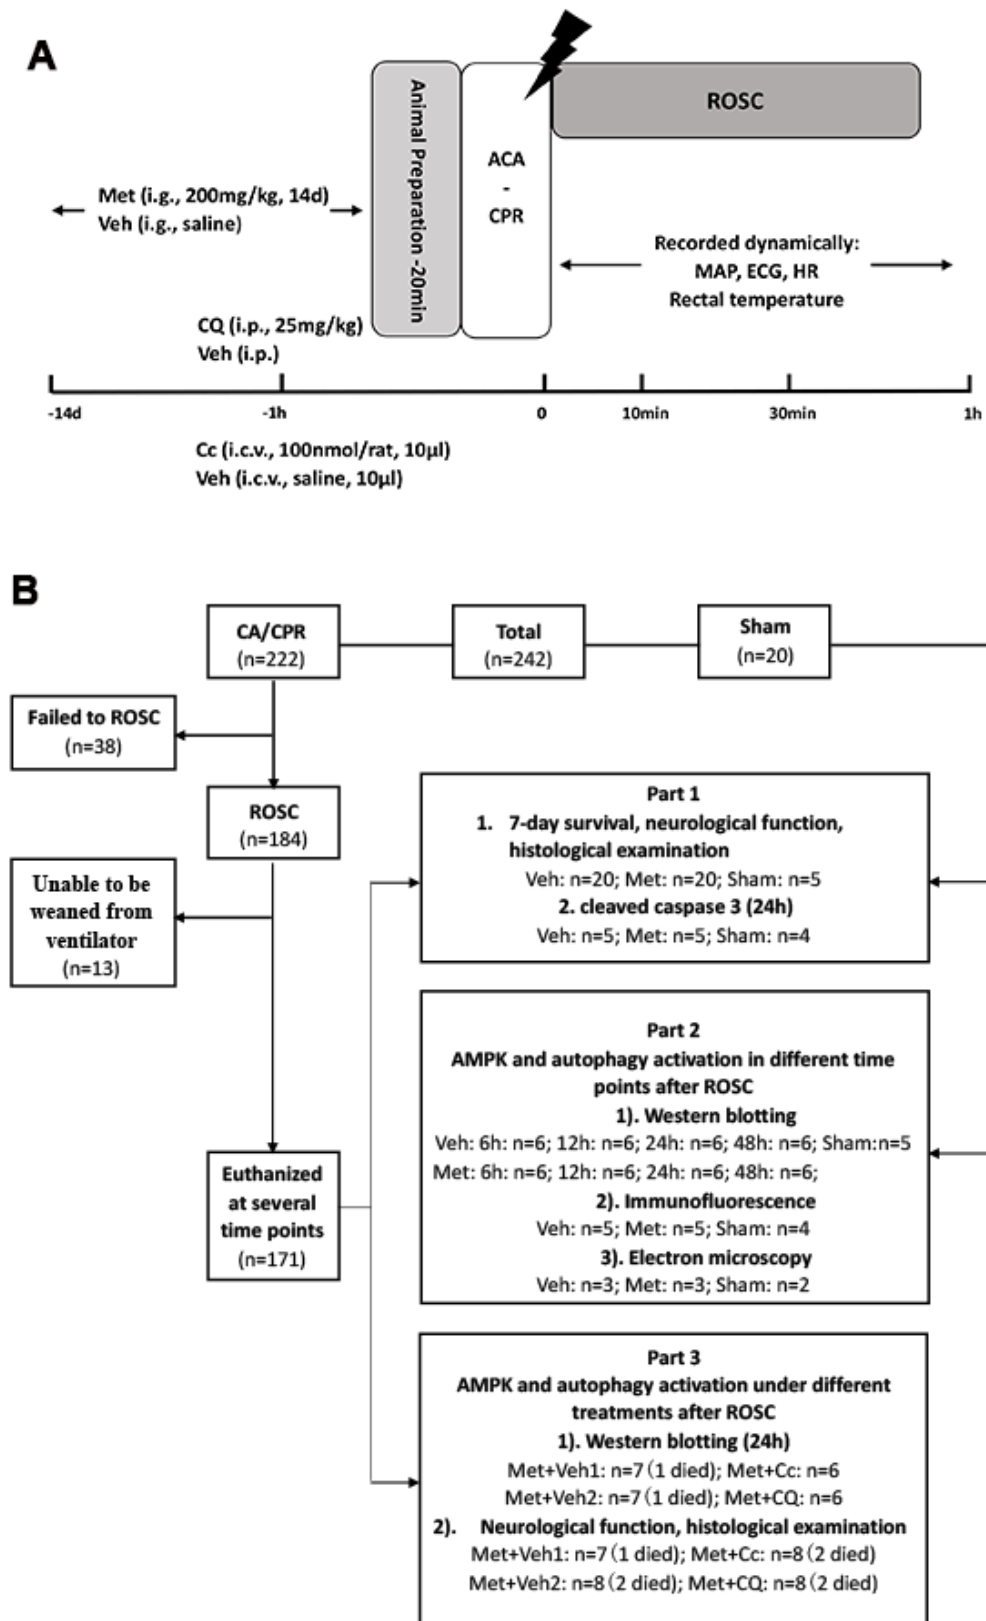 A
Animal Preparation -20min
ACA
-
CPR
ROSC
Met (i.g., 200mg/kg, 14d)
Veh (i.g., saline)
Recorded dynamically:
MAP, ECG, HR
Rectal temperature
CQ (i.p., 25mg/kg)
Veh (i.p.)
-14d
-1h
0
10min
30min
1h
Cc (i.c.v., 100nmol/rat, 10μl)
Veh (i.c.v., saline, 10μl)
B
CA/CPR
(n=222)
Total
(n=242)
Sham
(n=20)
Failed to ROSC
(n=38)
ROSC
(n=184)
Unable to be
weaned from
ventilator
(n=13)
Euthanized
at several
time points
(n=171)
Part 1
1. 7-day survival, neurological function,
histological examination
Veh: n=20; Met: n=20; Sham: n=5
2. cleaved caspase 3 (24h)
Veh: n=5; Met: n=5; Sham: n=4
Part 2
AMPK and autophagy activation in different time
points after ROSC
1). Western blotting
Veh: 6h: n=6; 12h: n=6; 24h: n=6; 48h: n=6; Sham:n=5
Met: 6h: n=6; 12h: n=6; 24h: n=6; 48h: n=6;
2). Immunofluorescence
Veh: n=5; Met: n=5; Sham: n=4
3). Electron microscopy
Veh: n=3; Met: n=3; Sham: n=2
Part 3
AMPK and autophagy activation under different
treatments after ROSC
1). Western blotting (24h)
Met+Veh1: n=7(1 died); Met+Cc: n=6
Met+Veh2: n=7(1 died); Met+CQ: n=6
2). Neurological function, histological examination
Met+Veh1: n=7(1 died); Met+Cc: n=8(2 died)
Met+Veh2: n=8(2 died); Met+CQ: n=8(2 died)